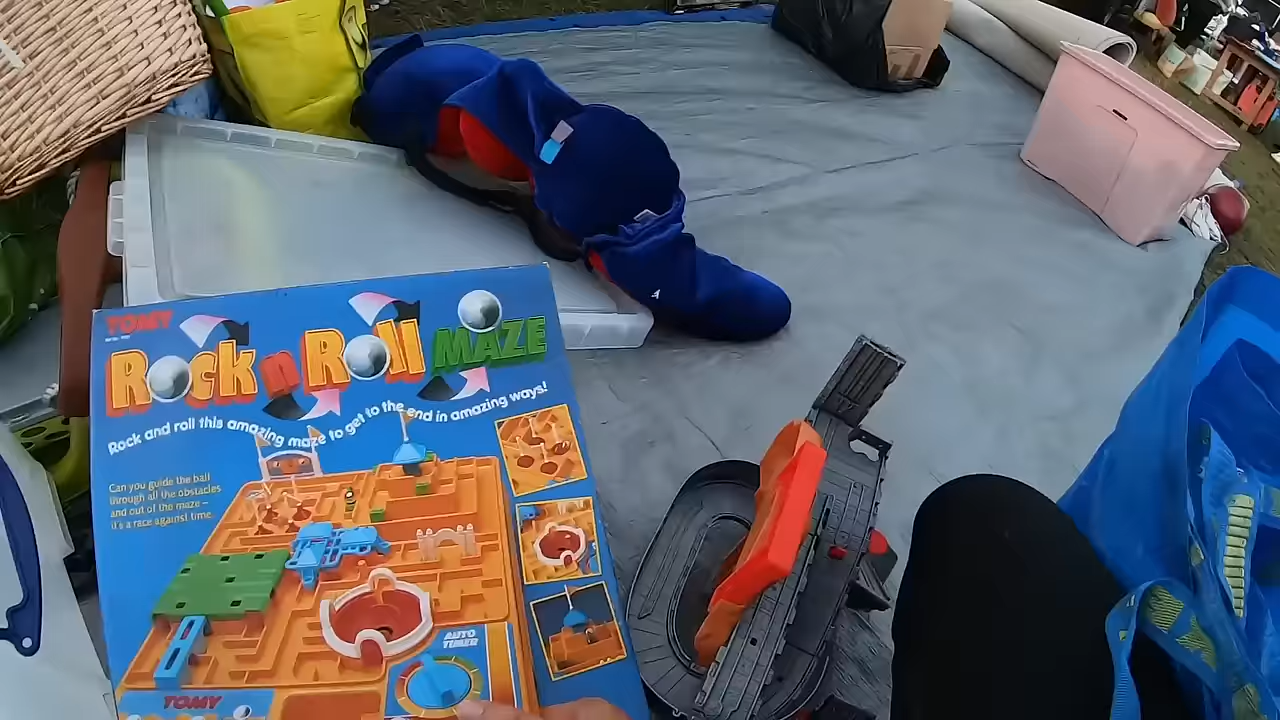 TOMY
Rock n Roll MAZE
Rock and roll this amazing maze to get to the end in amazing ways!
Can you guide the ball
through all the obstacles
and out of the maze –
it's a race against time.
AUTO
TIMER
TOMY